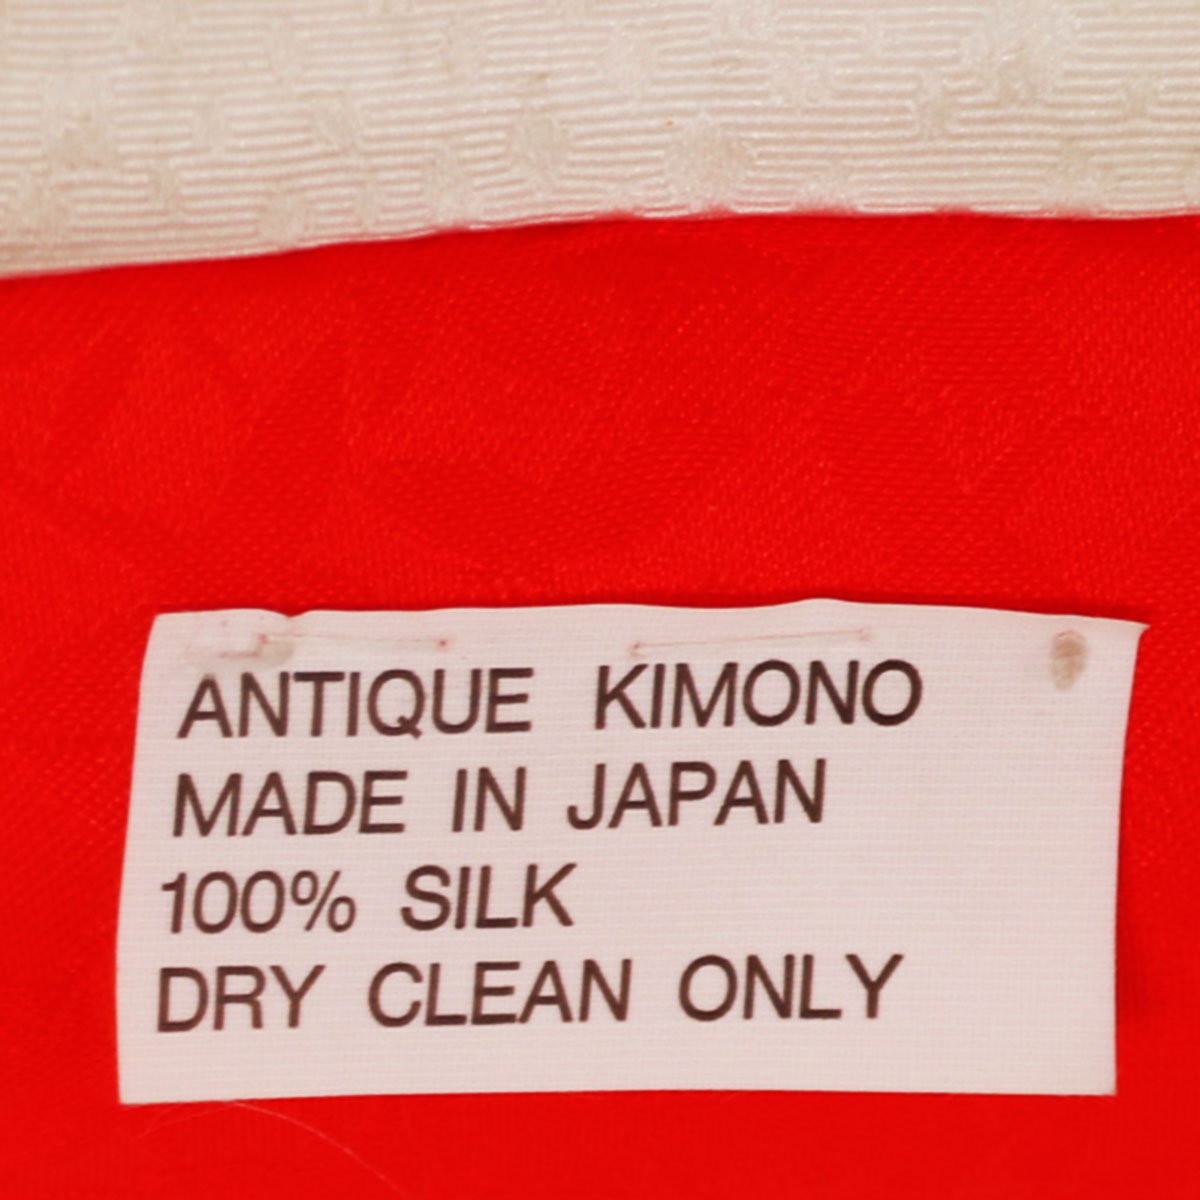 ANTIQUE KIMONO
MADE IN JAPAN
100% SILK
DRY CLEAN ONLY